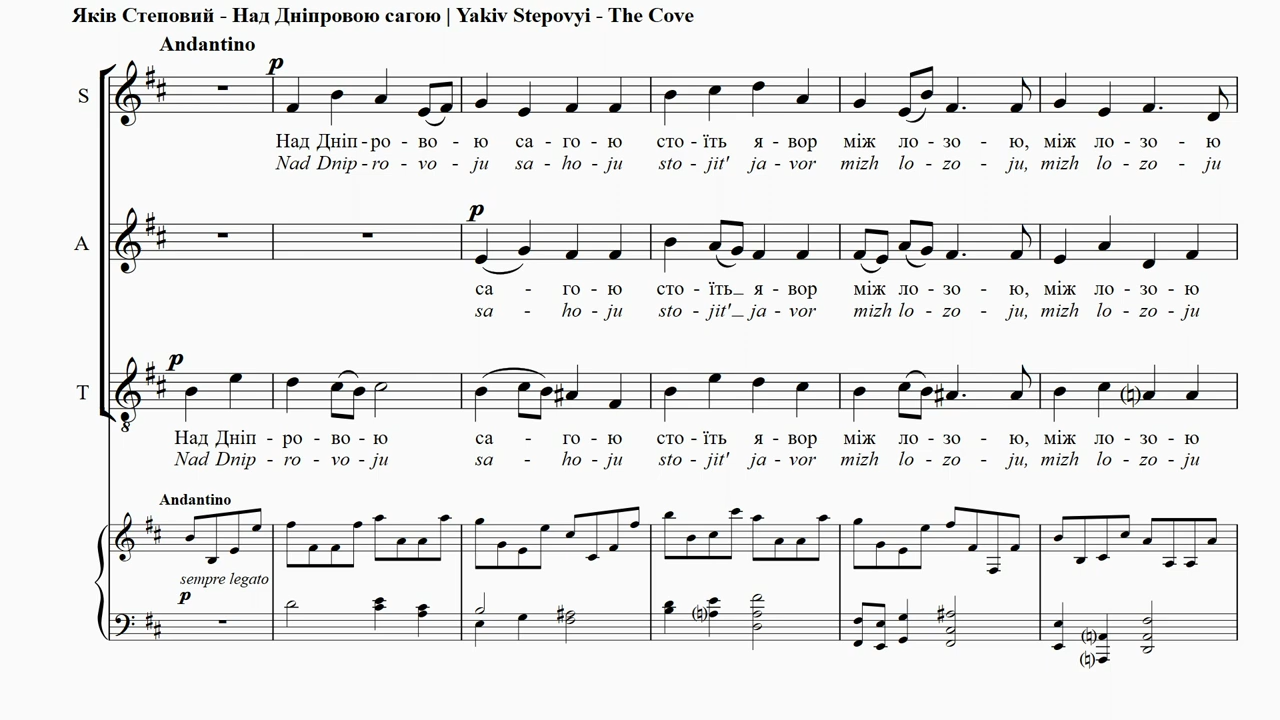 Яків Степовий - Над Дніпровою сагою | Yakiv Stepovyi - The Cove
Andantino
p
S
Над Дніп - ро - во - ю са - го - ю сто - їть я - вор між ло - зо - ю, між ло - зо - ю
Nad Dnip - ro - vo - ju sa - ho - ju sto - jit' ja - vor mizh lo - zo - ju, mizh lo - zo - ju
p
A
са - го - ю сто - їть_ я - вор між ло - зо - ю, між ло - зо - ю
sa - ho - ju sto - jit'_ ja - vor mizh lo - zo - ju, mizh lo - zo - ju
p
T
Над Дніп - ро - во - ю са - го - ю сто - їть я - вор між ло - зо - ю, між ло - зо - ю
Nad Dnip - ro - vo - ju sa - ho - ju sto - jit' ja - vor mizh lo - zo - ju, mizh lo - zo - ju
Andantino
sempre legato
p